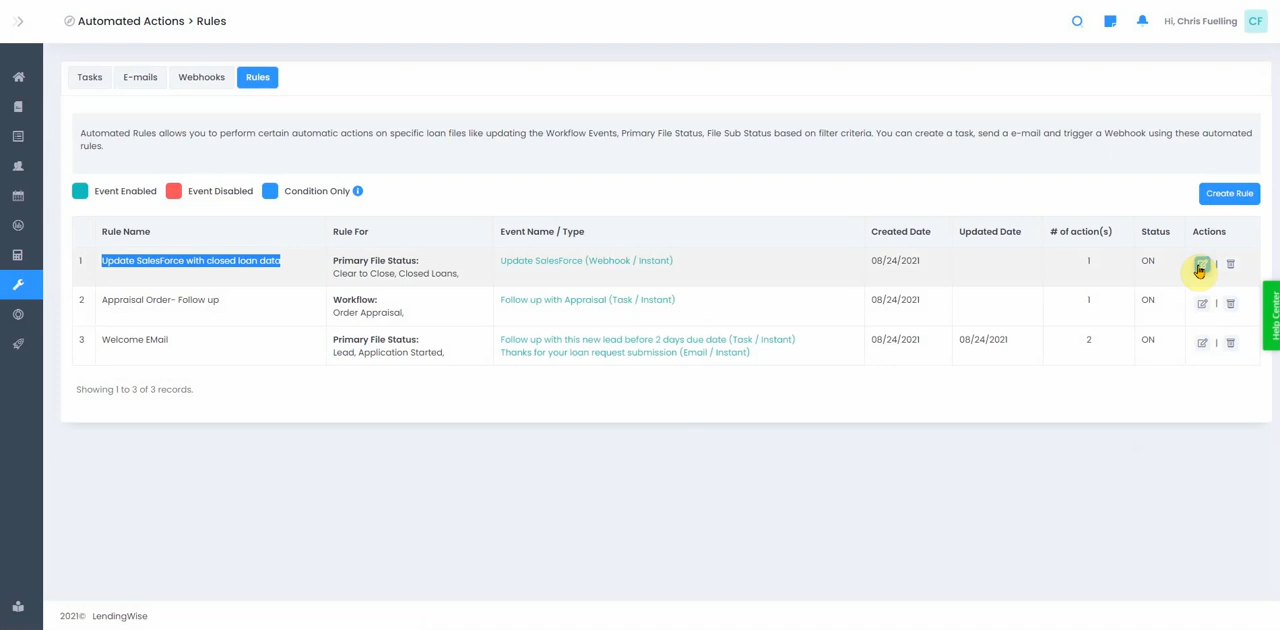 Automated Actions > Rules
Hi, Chris Fuelling CF
Tasks E-mails Webhooks Rules
Automated Rules allows you to perform certain automatic actions on specific loan files like updating the Workflow Events, Primary File Status, File Sub Status based on filter criteria. You can create a task, send a e-mail and trigger a Webhook using these automated
rules.
Event Enabled Event Disabled Condition Only
Create Rule
Rule Name Rule For Event Name / Type Created Date Updated Date # of action(s) Status Actions
1 Update SalesForce with closed loan data Primary File Status: Update SalesForce (Webhook / Instant) 08/24/2021 1 ON |
Clear to Close, Closed Loans,
2 Appraisal Order- Follow up Workflow: Follow up with Appraisal (Task / Instant) 08/24/2021 1 ON |
Order Appraisal,
3 Welcome EMail Primary File Status: Follow up with this new lead before 2 days due date (Task / Instant) 08/24/2021 08/24/2021 2 ON |
Lead, Application Started, Thanks for your loan request submission (Email / Instant)
Showing 1 to 3 of 3 records.
Help Center
2021© LendingWise